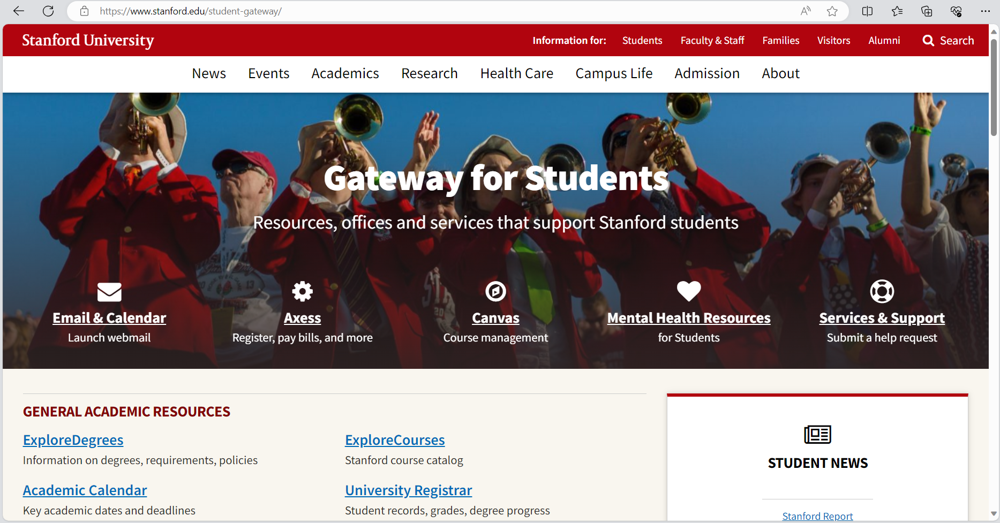 https://www.stanford.edu/student-gateway/
Stanford University
Information for: Students Faculty & Staff Families Visitors Alumni Search
News Events Academics Research Health Care Campus Life Admission About
Gateway for Students
Resources, offices and services that support Stanford students
Email & Calendar
Launch webmail
Axess
Register, pay bills, and more
Canvas
Course management
Mental Health Resources
for Students
Services & Support
Submit a help request
GENERAL ACADEMIC RESOURCES
ExploreDegrees
Information on degrees, requirements, policies
ExploreCourses
Stanford course catalog
Academic Calendar
Key academic dates and deadlines
University Registrar
Student records, grades, degree progress
STUDENT NEWS
Stanford Report